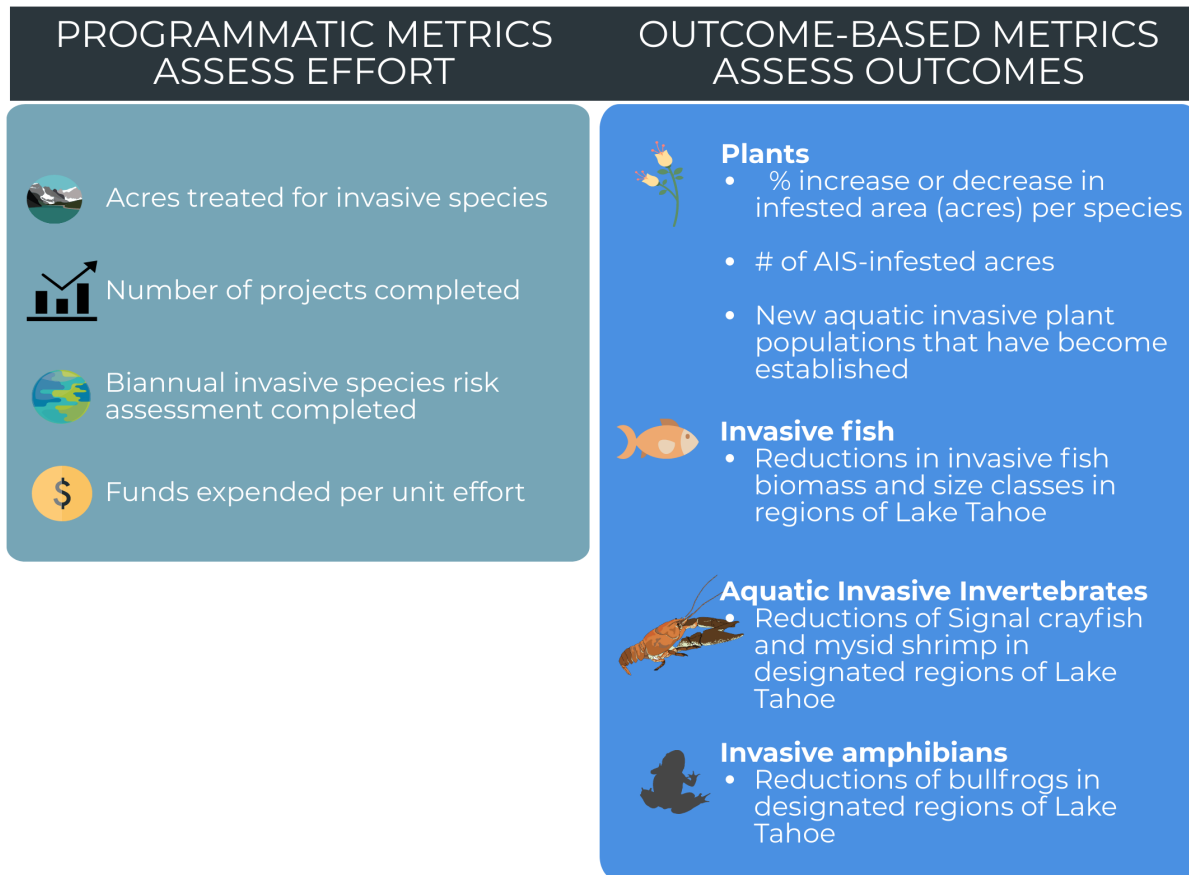 PROGRAMMATIC METRICS
ASSESS EFFORT
Acres treated for invasive species
Number of projects completed
Biannual invasive species risk
assessment completed
$
Funds expended per unit effort
OUTCOME-BASED METRICS
ASSESS OUTCOMES
Plants
• % increase or decrease in
infested area (acres) per species
• # of AIS-infested acres
• New aquatic invasive plant
populations that have become
established
Invasive fish
• Reductions in invasive fish
biomass and size classes in
regions of Lake Tahoe
Aquatic Invasive Invertebrates
• Reductions of Signal crayfish
and mysid shrimp in
designated regions of Lake
Tahoe
Invasive amphibians
• Reductions of bullfrogs in
designated regions of Lake
Tahoe